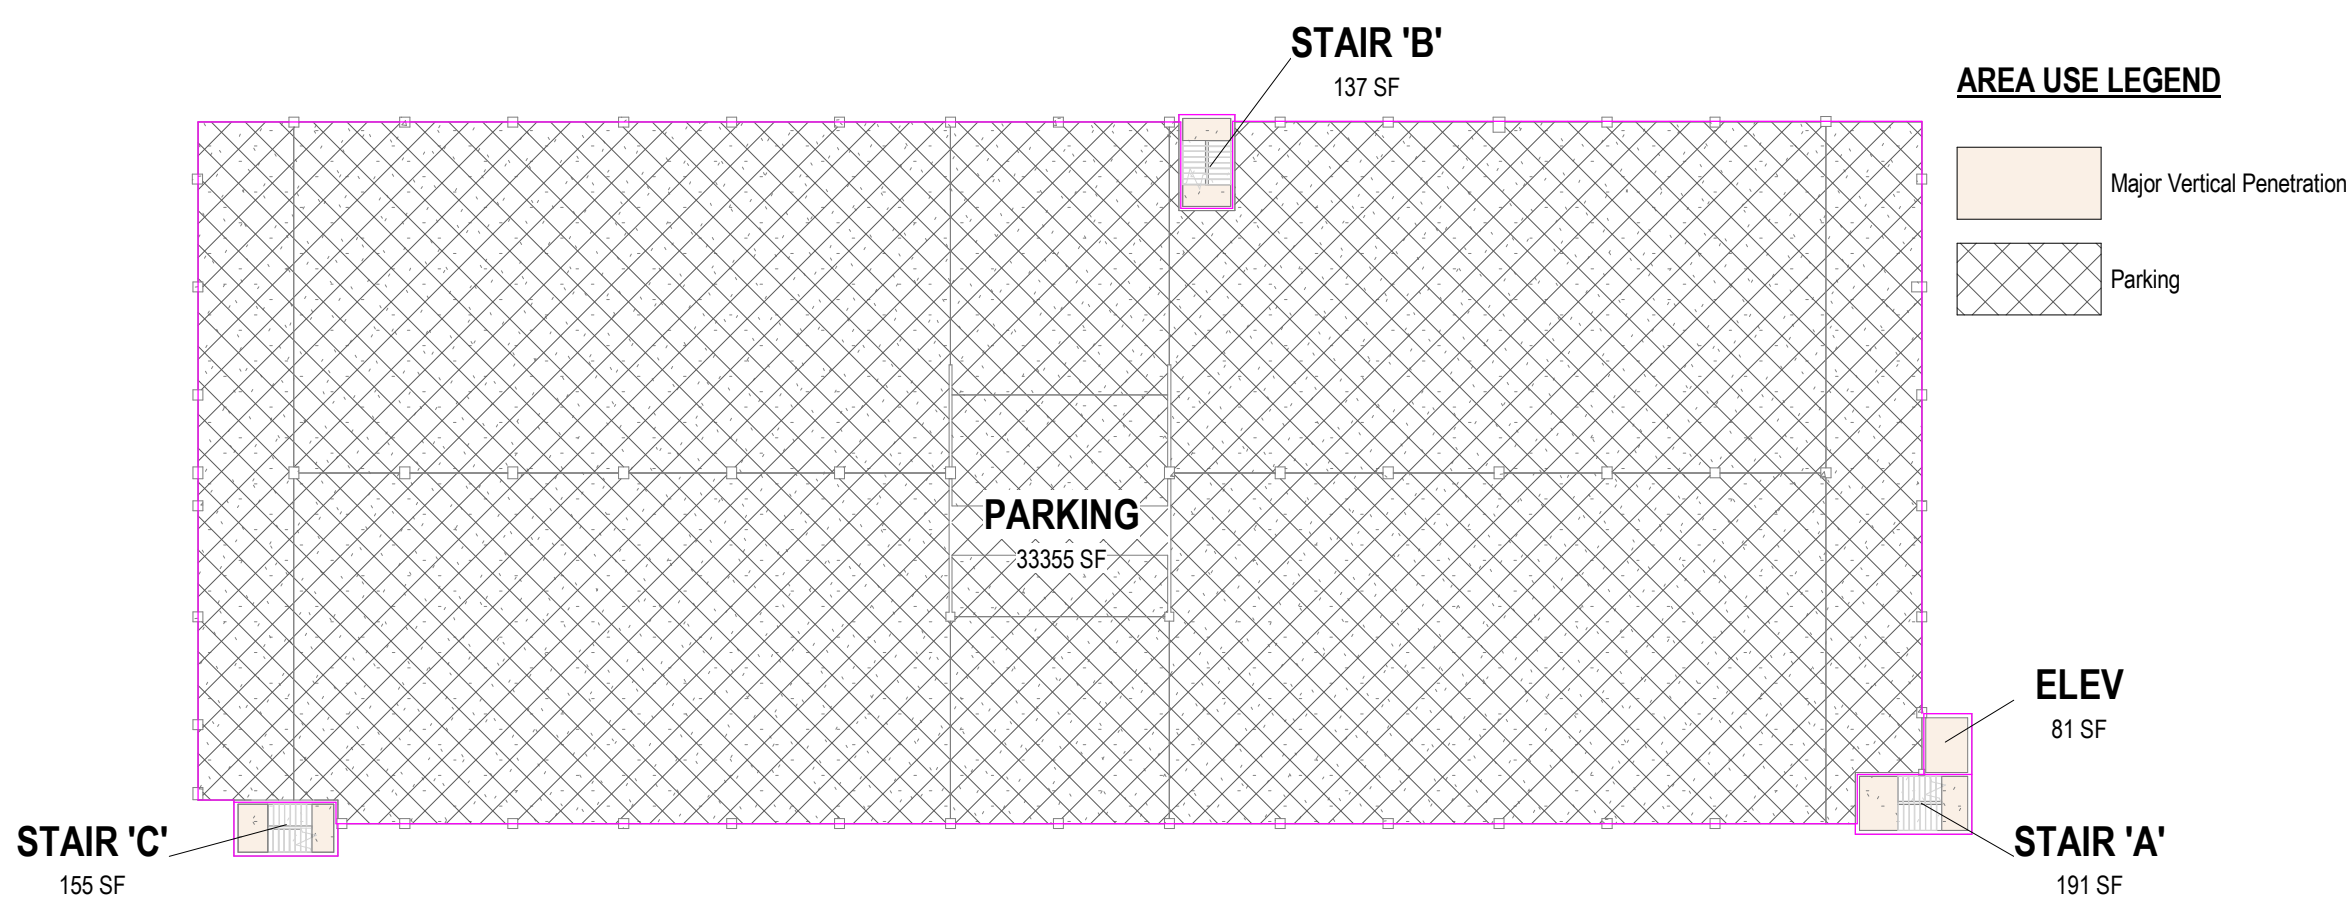 STAIR 'B'
137 SF
AREA USE LEGEND
Major Vertical Penetration
Parking
PARKING
33355 SF
ELEV
81 SF
STAIR 'C'
155 SF
STAIR 'A'
191 SF